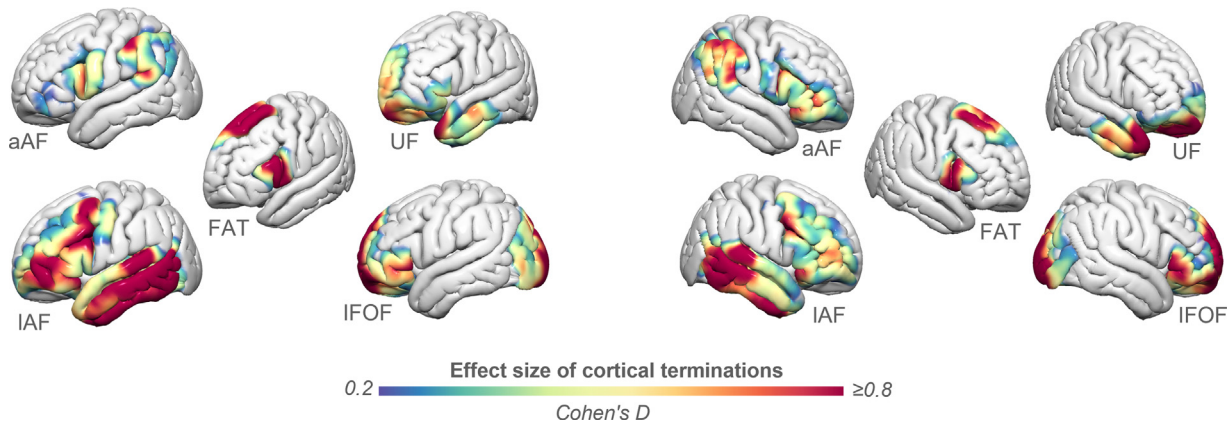 aAF
UF
aAF
UF
FAT
FAT
lAF
IFOF
lAF
IFOF
Effect size of cortical terminations
0.2
≥0.8
Cohen's D